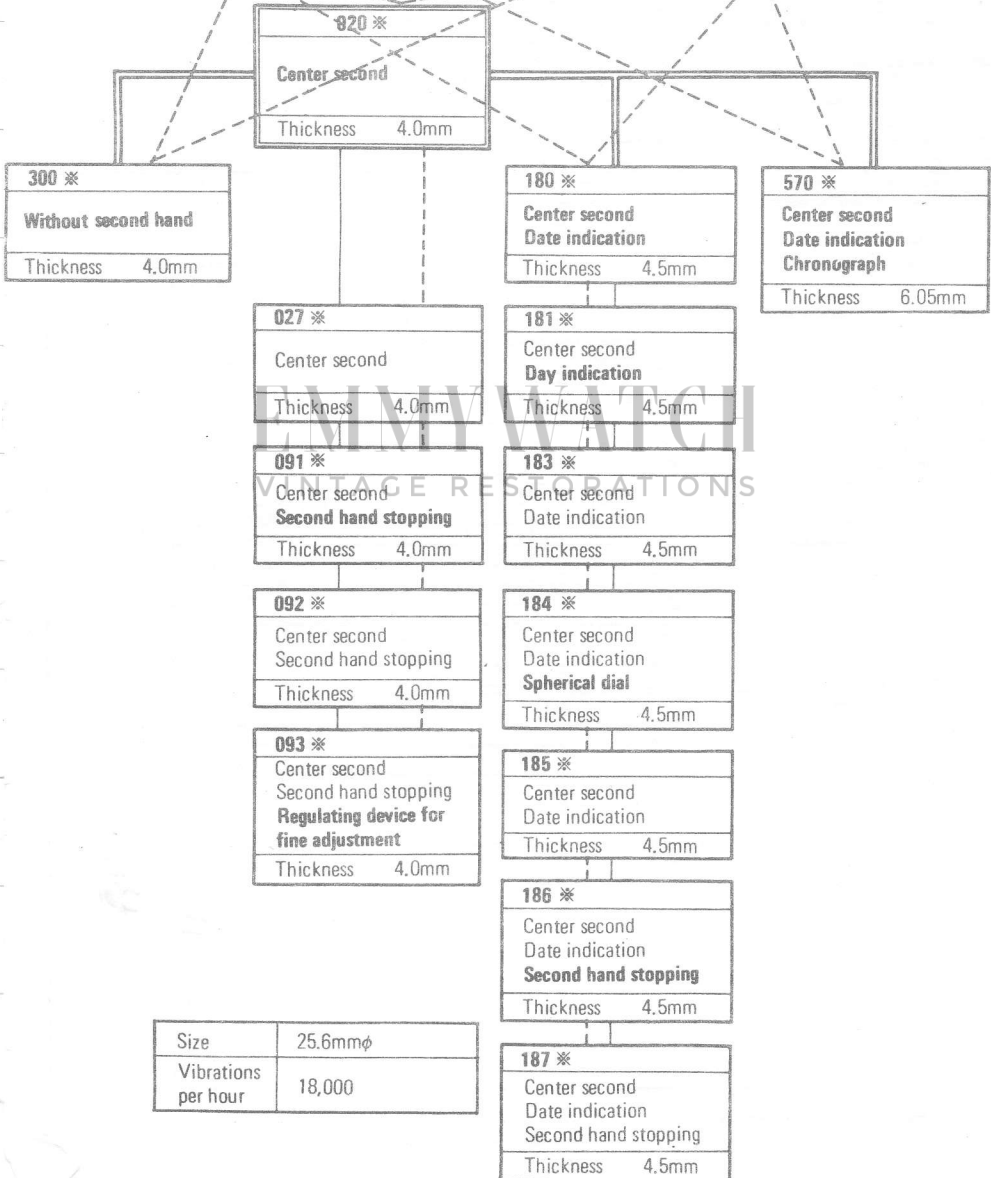 820 ※
Center second
Thickness 4.0mm
300 ※
Without second hand
Thickness 4.0mm
180 ※
Center second
Date indication
Thickness 4.5mm
570 ※
Center second
Date indication
Chronograph
Thickness 6.05mm
027 ※
Center second
Thickness 4.0mm
181 ※
Center second
Day indication
Thickness 4.5mm
EMMYWATCH
VINTAGE RESTORATIONS
091 ※
Center second
Second hand stopping
Thickness 4.0mm
183 ※
Center second
Date indication
Thickness 4.5mm
092 ※
Center second
Second hand stopping
Thickness 4.0mm
184 ※
Center second
Date indication
Spherical dial
Thickness 4.5mm
093 ※
Center second
Second hand stopping
Regulating device for
fine adjustment
Thickness 4.0mm
185 ※
Center second
Date indication
Thickness 4.5mm
186 ※
Center second
Date indication
Second hand stopping
Thickness 4.5mm
Size 25.6mmφ
Vibrations
per hour 18,000
187 ※
Center second
Date indication
Second hand stopping
Thickness 4.5mm